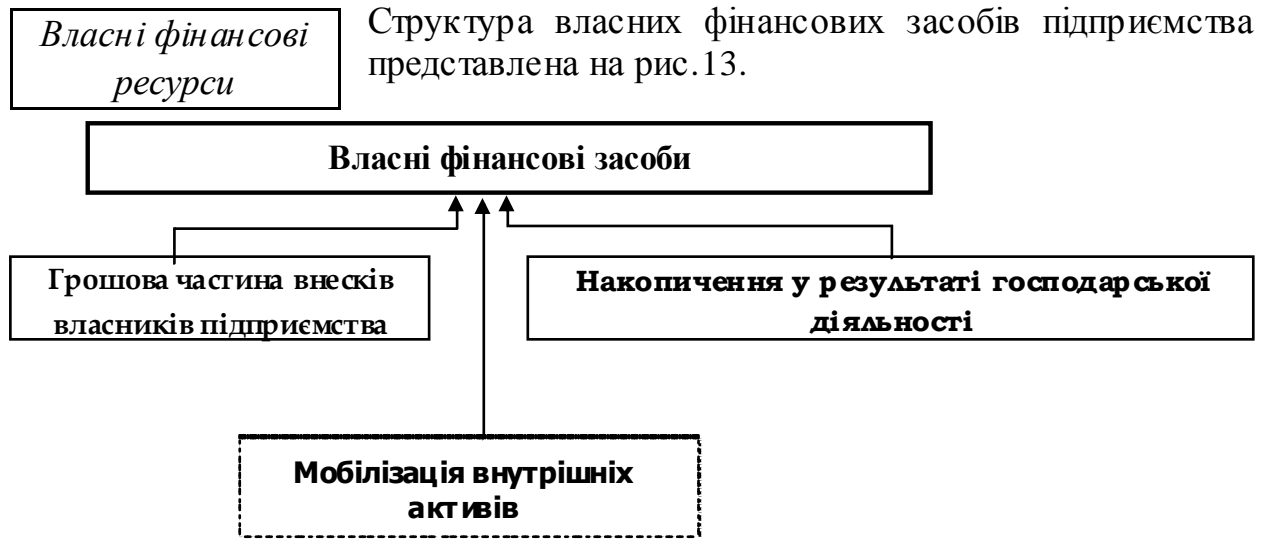 Власні фінансові
ресурси
Структура власних фінансових засобів підприємства
представлена на рис.13.
Власні фінансові засоби
Грошова частина внесків
власників підприємства
Накопичення у результаті господарської
діяльності
Мобілізація внутрішніх
активів